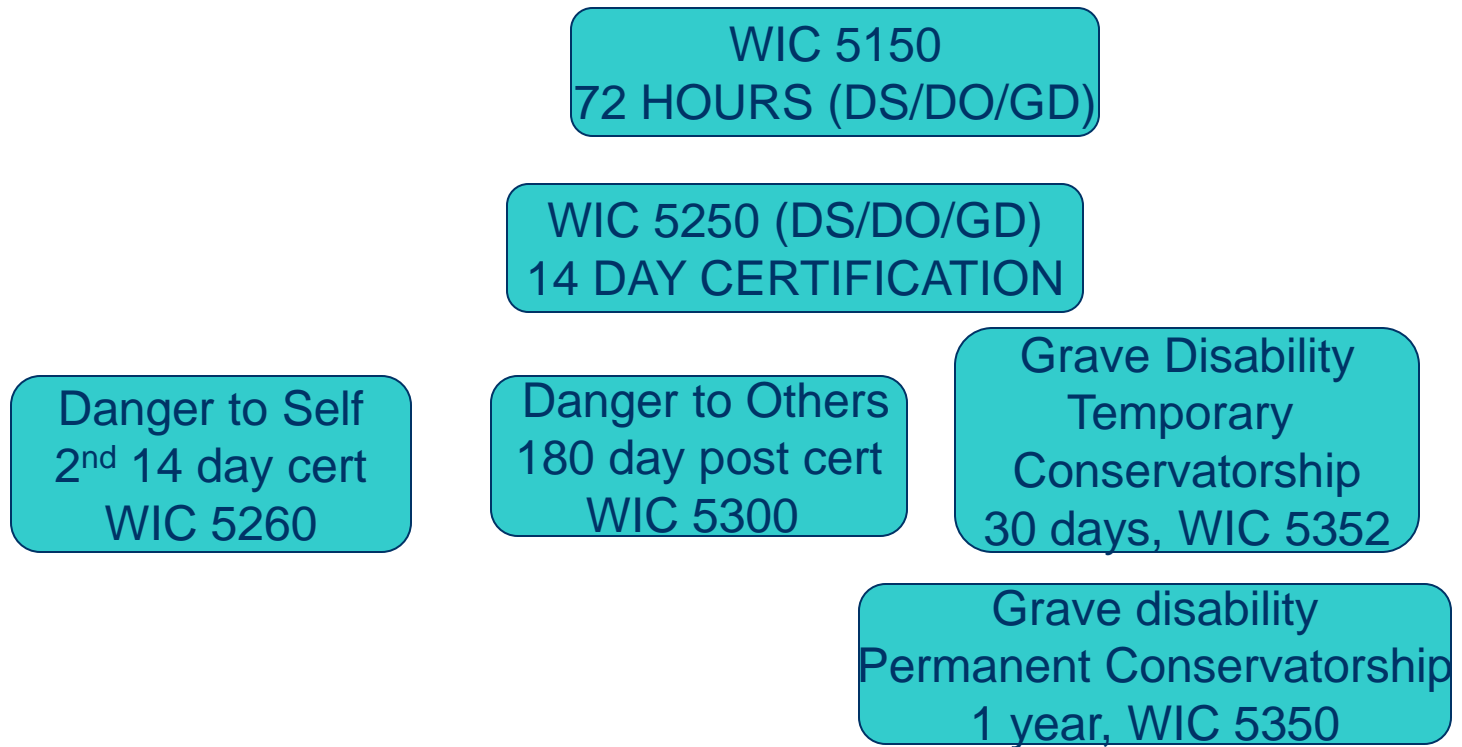 WIC 5150
72 HOURS (DS/DO/GD)
WIC 5250 (DS/DO/GD)
14 DAY CERTIFICATION
Danger to Self
2nd 14 day cert
WIC 5260
Danger to Others
180 day post cert
WIC 5300
Grave Disability
Temporary
Conservatorship
30 days, WIC 5352
Grave disability
Permanent Conservatorship
1 year, WIC 5350